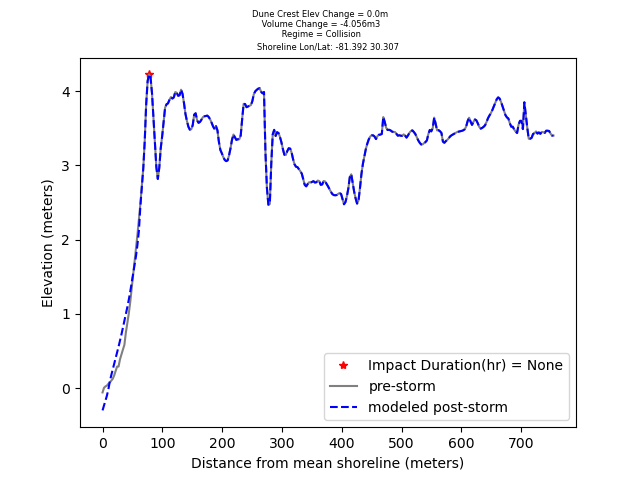 Dune Crest Elev Change = 0.0m
Volume Change = -4.056m3
Regime = Collision
Shoreline Lon/Lat: -81.392 30.307
Elevation (meters)
4
3
2
1
0
0 100 200 300 400 500 600 700
Distance from mean shoreline (meters)
Impact Duration(hr) = None
pre-storm
modeled post-storm